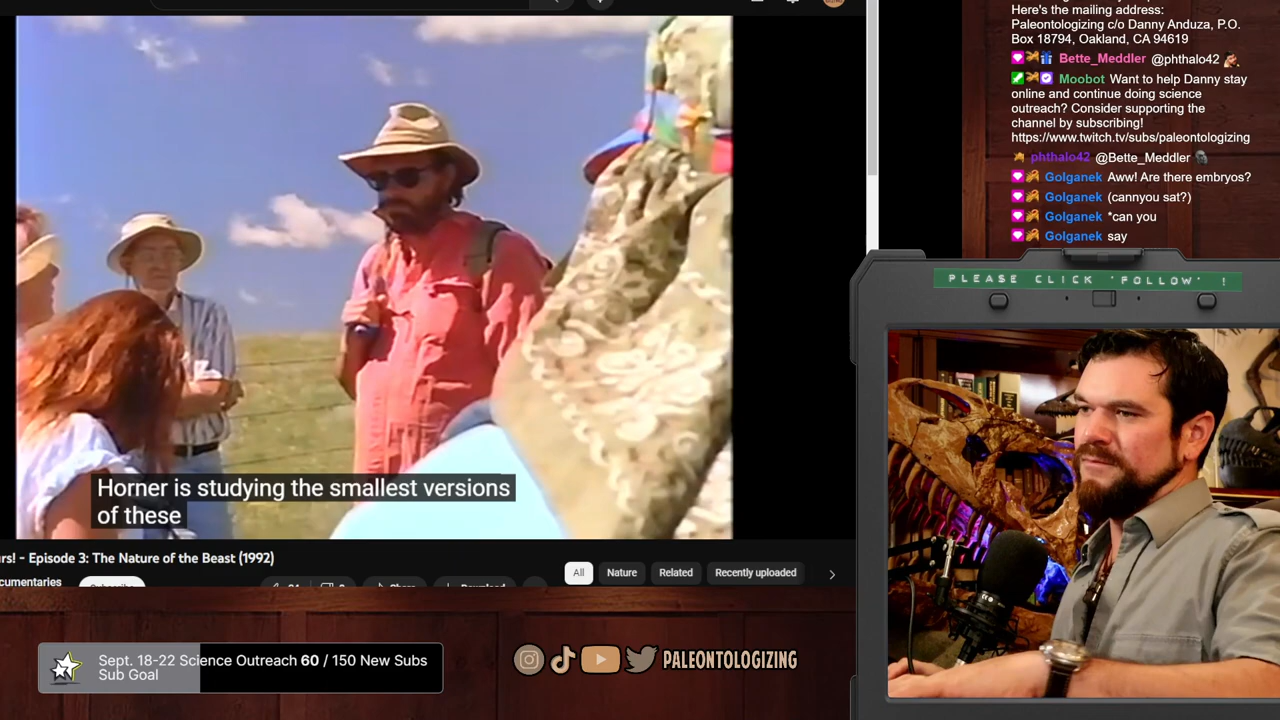 Here's the mailing address:
Paleontologizing c/o Danny Anduza, P.O.
Box 18794, Oakland, CA 94619
Bette_Meddler @phthalo42
Moobot Want to help Danny stay
online and continue doing science
outreach? Consider supporting the
channel by subscribing!
https://www.twitch.tv/subs/paleontologizing
phthalo42 @Bette_Meddler
Golganek Aww! Are there embryos?
Golganek (cannyou sat?)
Golganek *can you
Golganek say
PLEASE CLICK "FOLLOW" !
Horner is studying the smallest versions
of these
rs! - Episode 3: The Nature of the Beast (1992)
cumentaries
All Nature Related Recently uploaded
Sept. 18-22 Science Outreach 60 / 150 New Subs
Sub Goal
PALEONTOLOGIZING